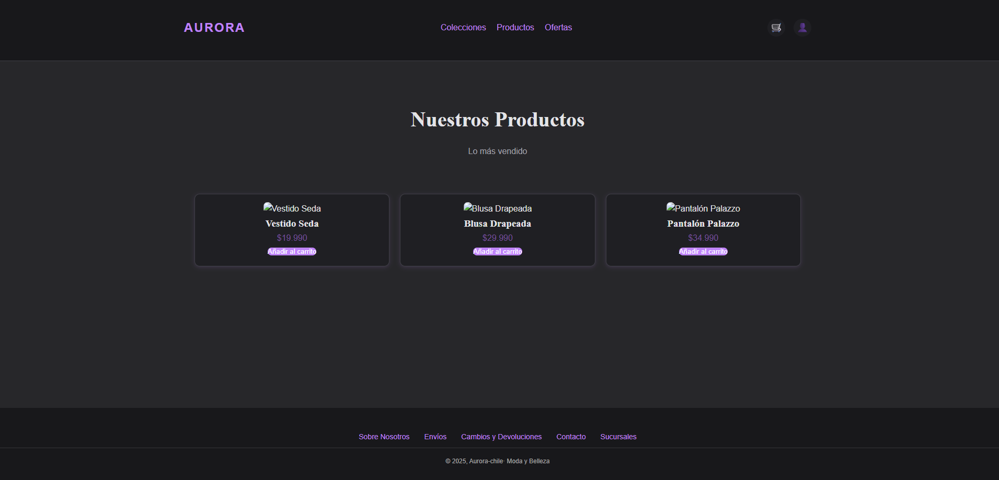 AURORA
Colecciones Productos Ofertas
Nuestros Productos
Lo más vendido
Vestido Seda
Vestido Seda
$19.990
Añadir al carrito
Blusa Drapeada
Blusa Drapeada
$29.990
Añadir al carrito
Pantalón Palazzo
Pantalón Palazzo
$34.990
Añadir al carrito
Sobre Nosotros Envíos Cambios y Devoluciones Contacto Sucursales
© 2025, Aurora-chile· Moda y Belleza